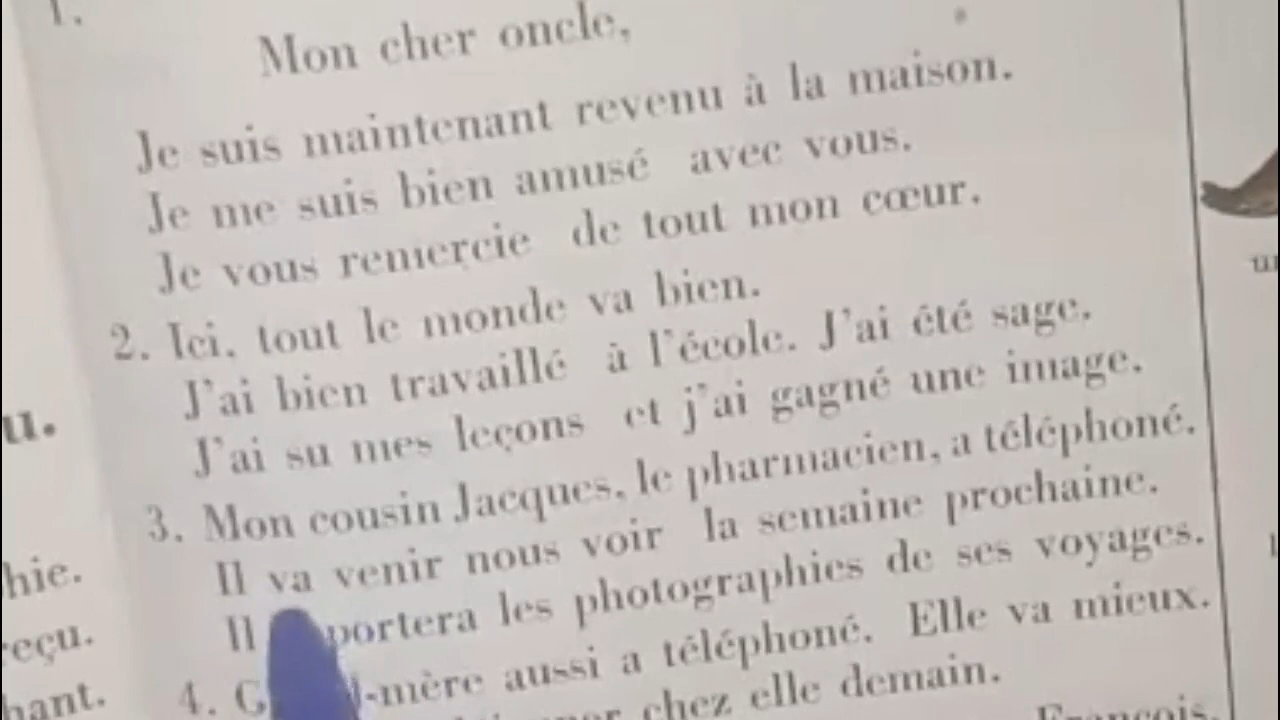 1.
Mon cher oncle,
Je suis maintenant revenu à la maison.
Je me suis bien amusé avec vous.
Je vous remercie de tout mon cœur.
2. Ici, tout le monde va bien.
J'ai bien travaillé à l'école. J'ai été sage.
J'ai su mes leçons et j'ai gagné une image.
3. Mon cousin Jacques, le pharmacien, a téléphoné.
Il va venir nous voir la semaine prochaine.
Il portera les photographies de ses voyages.
4. -mère aussi a téléphoné. Elle va mieux.
chez elle demain.
François.
u.
hie.
reçu.
hant.